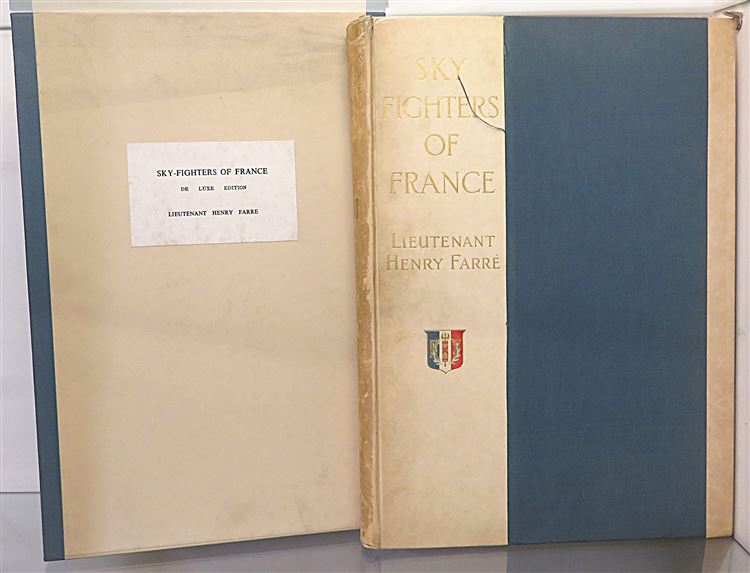 SKY-FIGHTERS OF FRANCE
DE LUXE EDITION
LIEUTENANT HENRY FARRE
SKY
FIGHTERS
OF
FRANCE
LIEUTENANT
HENRY FARRÉ